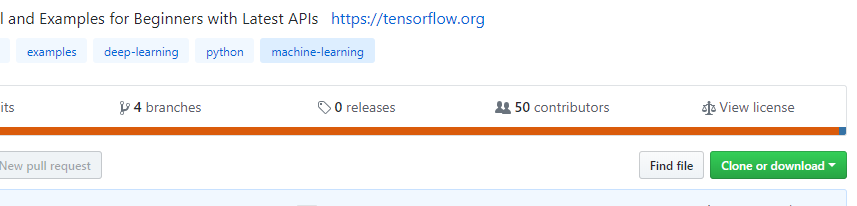 l and Examples for Beginners with Latest APIs https://tensorflow.org
examples deep-learning python machine-learning
its 4 branches 0 releases 50 contributors View license
New pull request Find file Clone or download